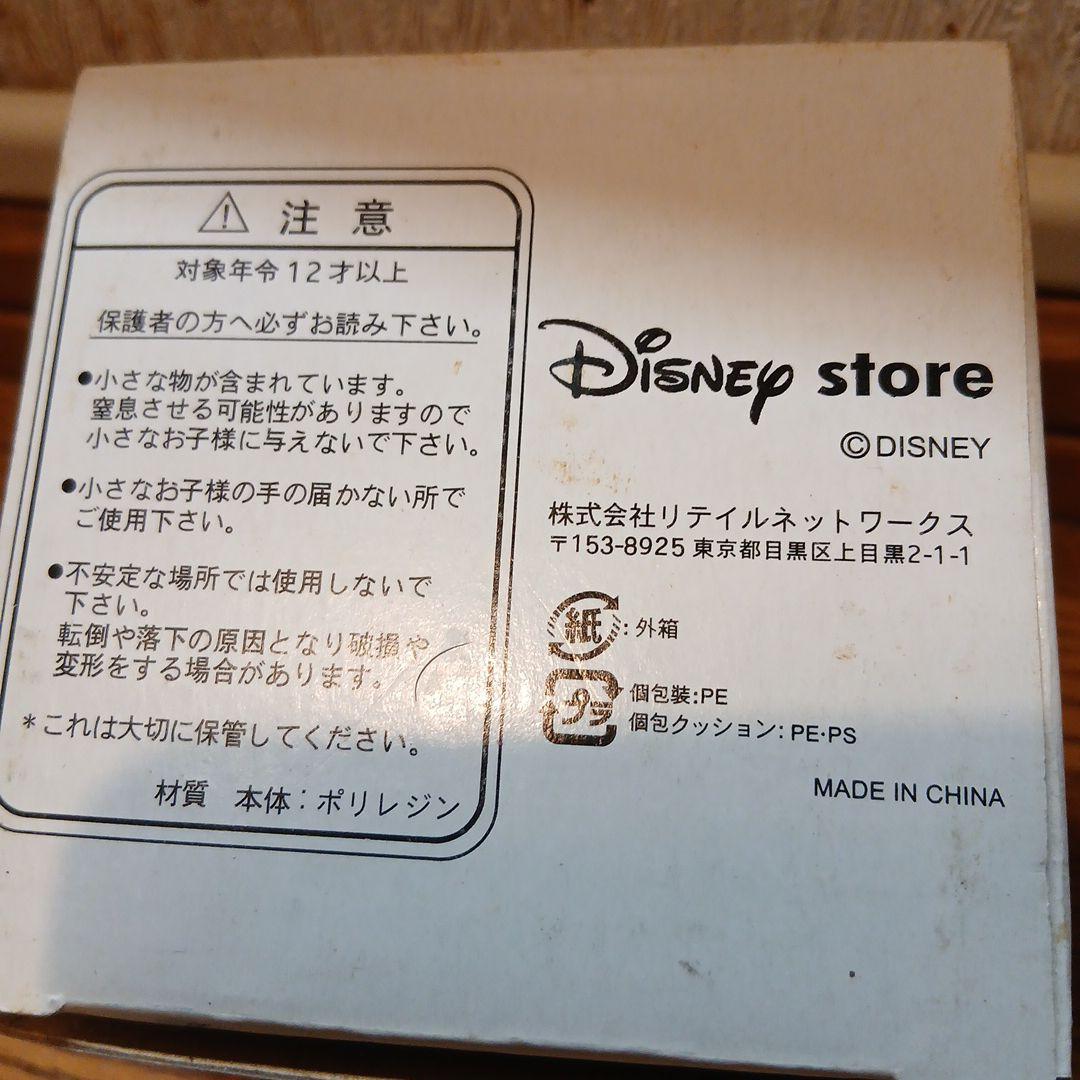 注意
対象年令12才以上
保護者の方へ必ずお読み下さい。
●小さな物が含まれています。
窒息させる可能性がありますので
小さなお子様に与えないで下さい。
●小さなお子様の手の届かない所で
ご使用下さい。
●不安定な場所では使用しないで
下さい。
転倒や落下の原因となり破損や
変形をする場合があります。
＊これは大切に保管してください。
材質 本体：ポリレジン
Disney store
©DISNEY
株式会社リテイルネットワークス
〒153-8925 東京都目黒区上目黒2-1-1
紙：外箱
プラ 個包装:PE
個包クッション:PE・PS
MADE IN CHINA